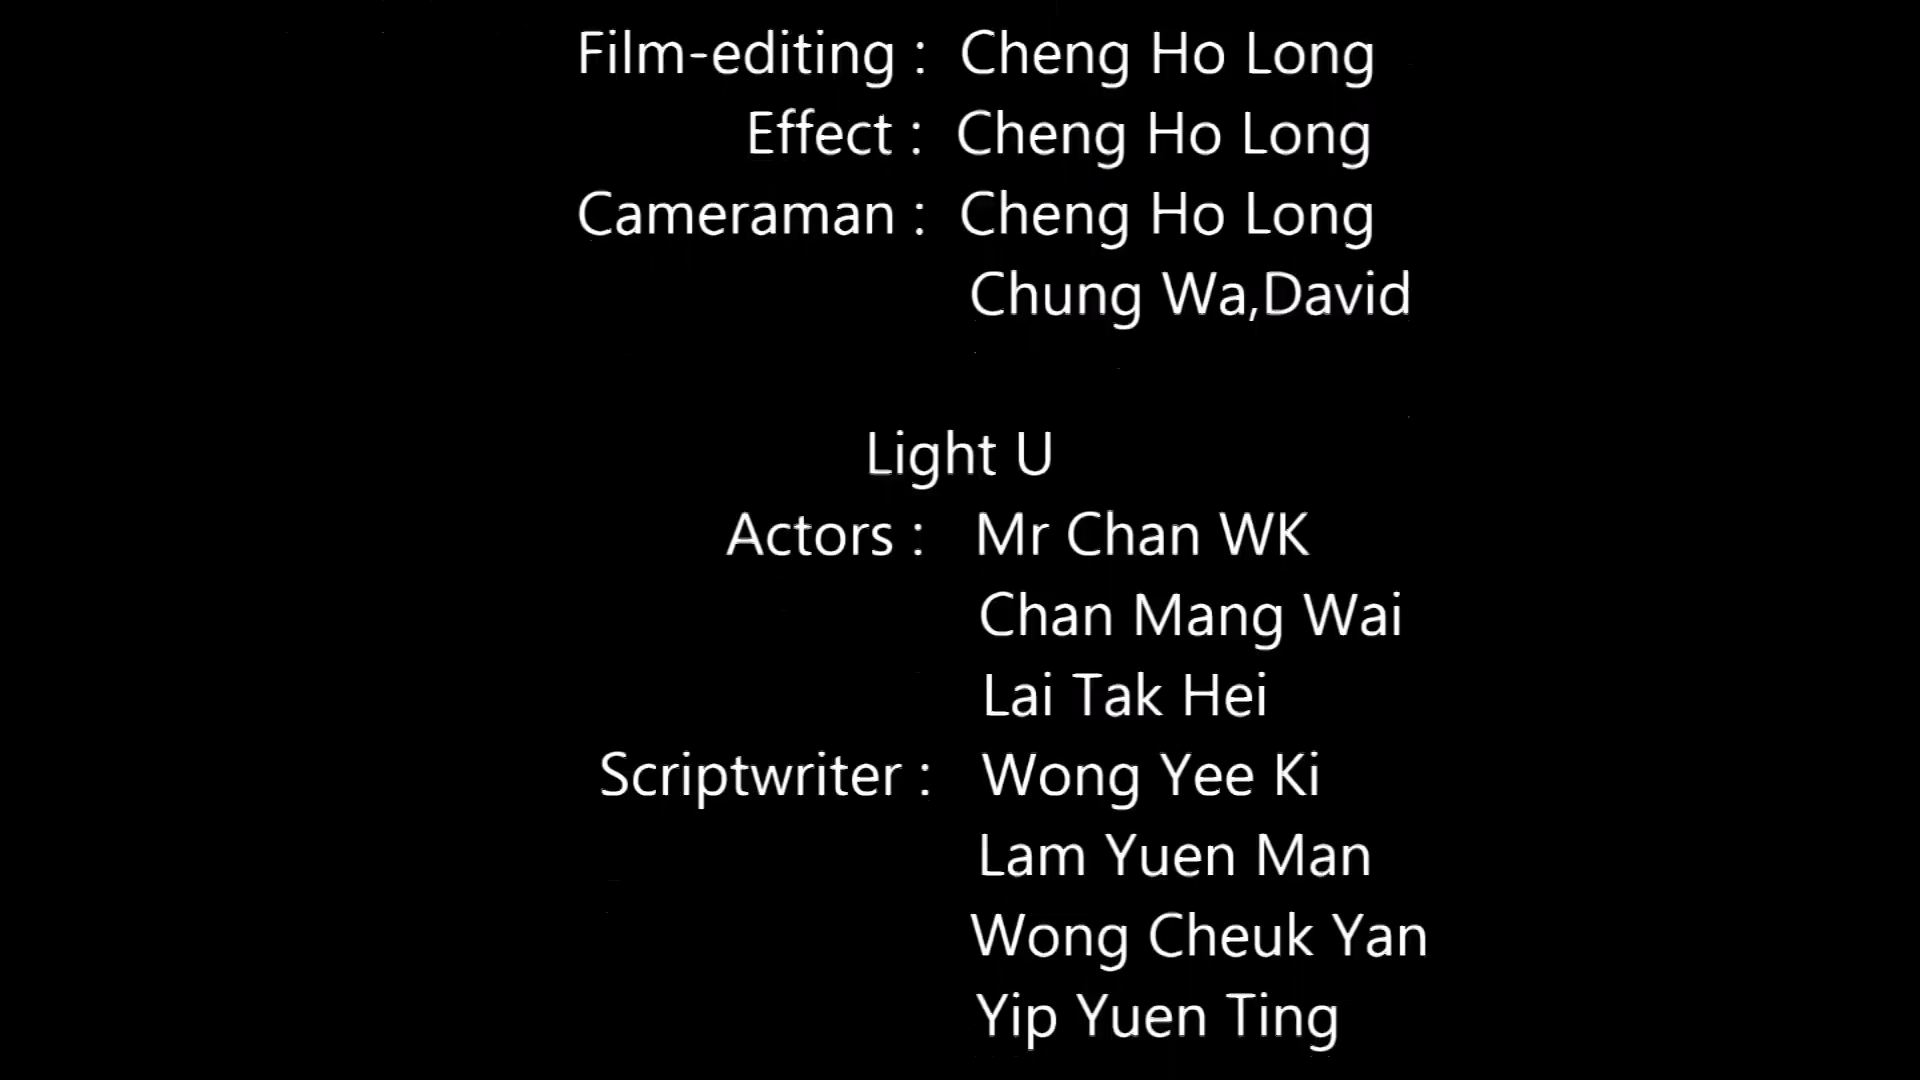 Film-editing : Cheng Ho Long
Effect : Cheng Ho Long
Cameraman : Cheng Ho Long
Chung Wa,David
Light U
Actors : Mr Chan WK
Chan Mang Wai
Lai Tak Hei
Scriptwriter : Wong Yee Ki
Lam Yuen Man
Wong Cheuk Yan
Yip Yuen Ting